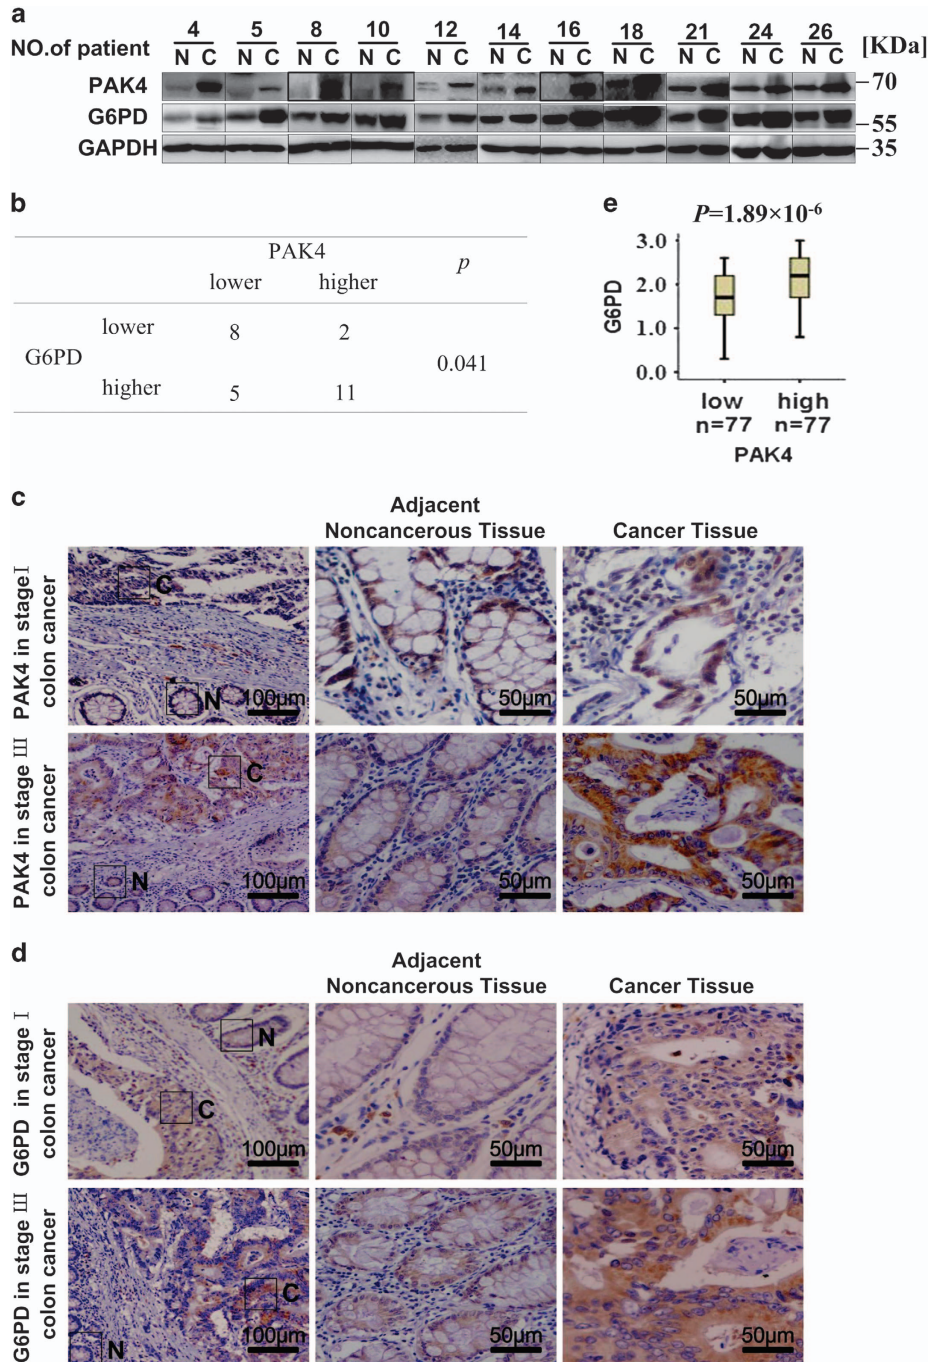 a
4 5 8 10 12 14 16 18 21 24 26
NO.of patient N C N C N C N C N C N C N C N C N C N C N C [KDa]
PAK4 70
G6PD 55
GAPDH 35
b
PAK4 p
lower higher
lower 8 2
G6PD 0.041
higher 5 11
e
P=1.89×10-6
3.0
2.0
1.0
0.0
G6PD
low high
n=77 n=77
PAK4
c
Adjacent
Noncancerous Tissue Cancer Tissue
PAK4 in stage I
colon cancer
C
N 100μm 50μm 50μm
PAK4 in stage III
colon cancer
C
N 100μm 50μm 50μm
d
Adjacent
Noncancerous Tissue Cancer Tissue
G6PD in stage I
colon cancer
N
C
100μm 50μm 50μm
G6PD in stage III
colon cancer
C
N 100μm 50μm 50μm